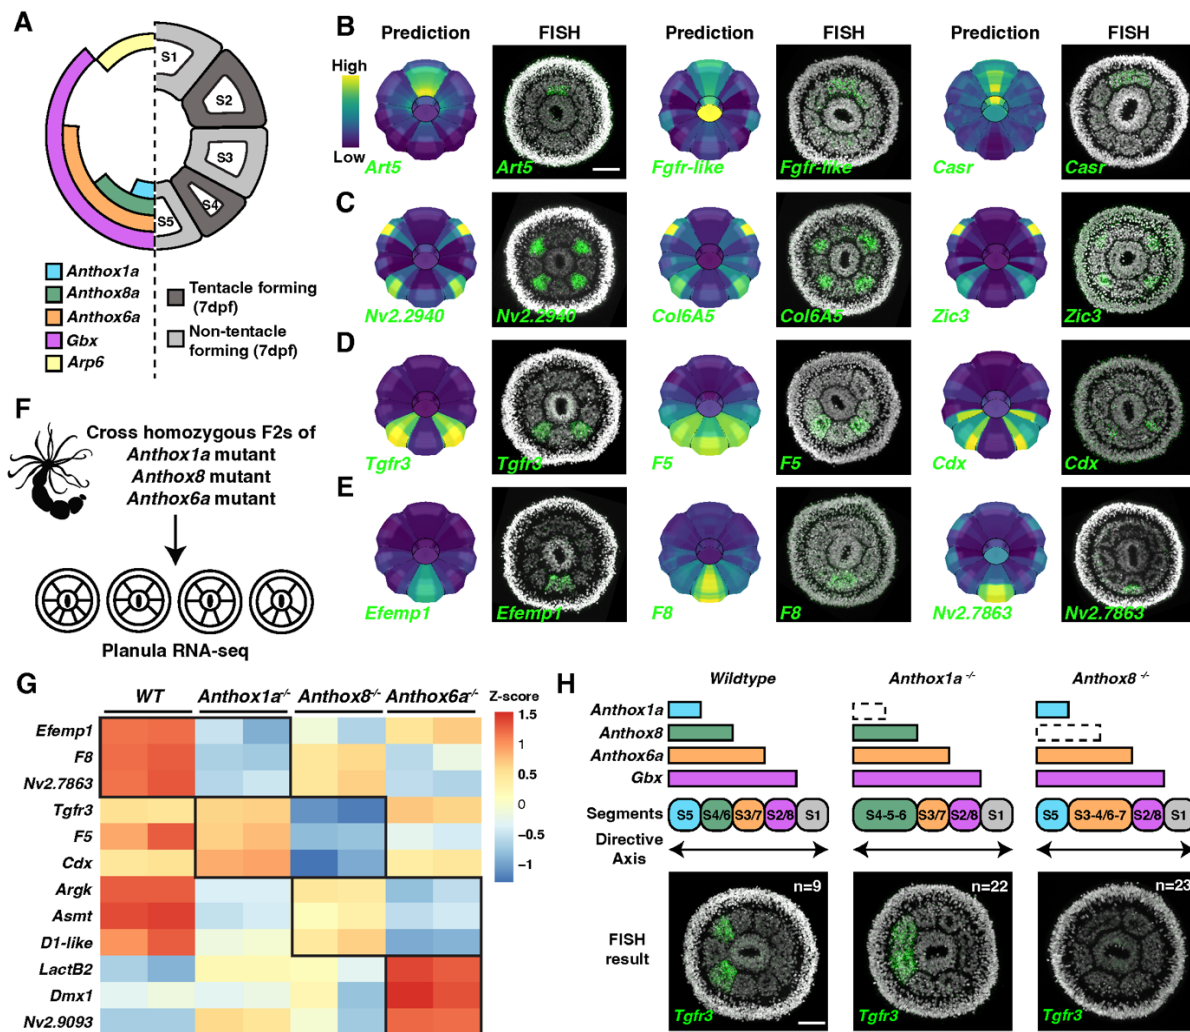 A
S1
S2
S3
S4
S5
Anthox1a
Anthox8a
Anthox6a
Gbx
Arp6
Tentacle forming
(7dpf)
Non-tentacle
forming (7dpf)
B
Prediction
FISH
Prediction
FISH
Prediction
FISH
High
Low
Art5
Art5
Fgfr-like
Fgfr-like
Casr
Casr
C
Nv2.2940
Nv2.2940
Col6A5
Col6A5
Zic3
Zic3
D
Tgfr3
Tgfr3
F5
F5
Cdx
Cdx
E
Efemp1
Efemp1
F8
F8
Nv2.7863
Nv2.7863
F
Cross homozygous F2s of
Anthox1a mutant
Anthox8 mutant
Anthox6a mutant
Planula RNA-seq
G
WT
Anthox1a-/-
Anthox8-/-
Anthox6a-/-
Z-score
1.5
1
0.5
0
−0.5
−1
Efemp1
F8
Nv2.7863
Tgfr3
F5
Cdx
Argk
Asmt
D1-like
LactB2
Dmx1
Nv2.9093
H
Wildtype
Anthox1a -/-
Anthox8 -/-
Anthox1a
Anthox8
Anthox6a
Gbx
Segments
S5 S4/6 S3/7 S2/8 S1
S4-5-6 S3/7 S2/8 S1
S5 S3-4/6-7 S2/8 S1
Directive
Axis
FISH
result
n=9
Tgfr3
n=22
Tgfr3
n=23
Tgfr3